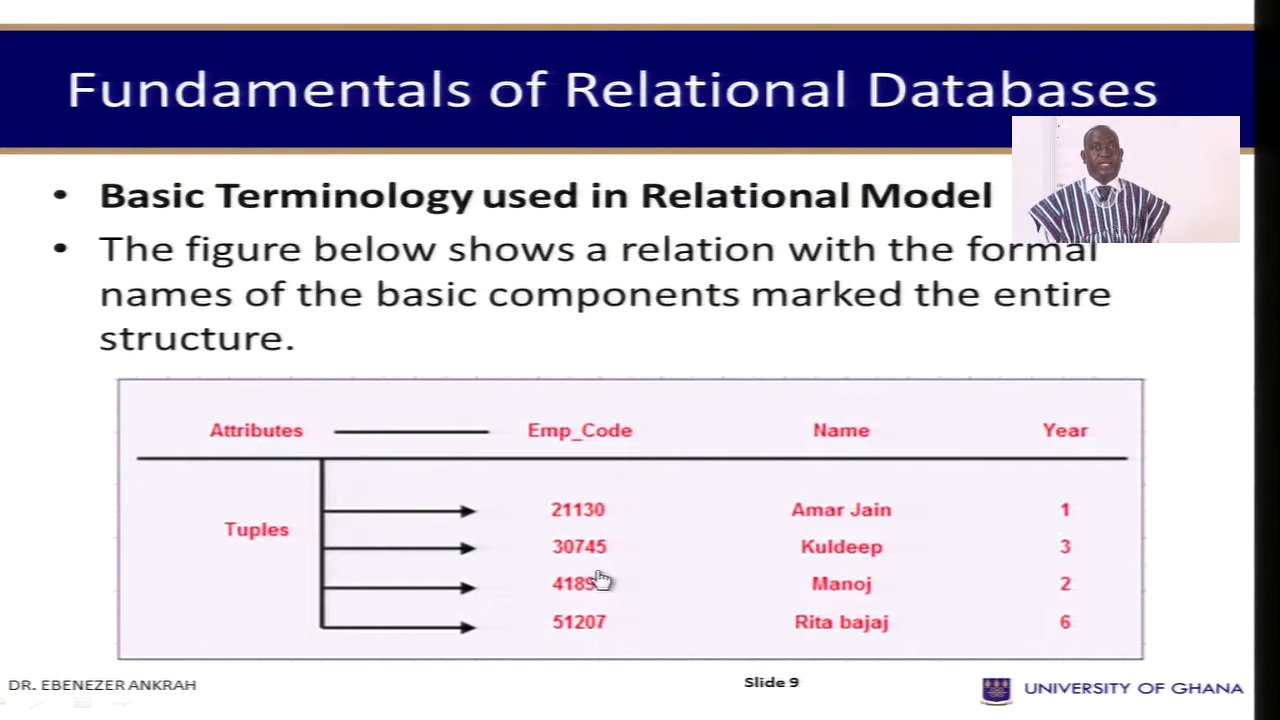 Fundamentals of Relational Databases
• Basic Terminology used in Relational Model
• The figure below shows a relation with the formal
names of the basic components marked the entire
structure.
Attributes Emp_Code Name Year
21130 Amar Jain 1
Tuples
30745 Kuldeep 3
Manoj 2
51207 Rita bajaj 6
DR. EBENEZER ANKRAH
Slide 9
UNIVERSITY OF GHANA